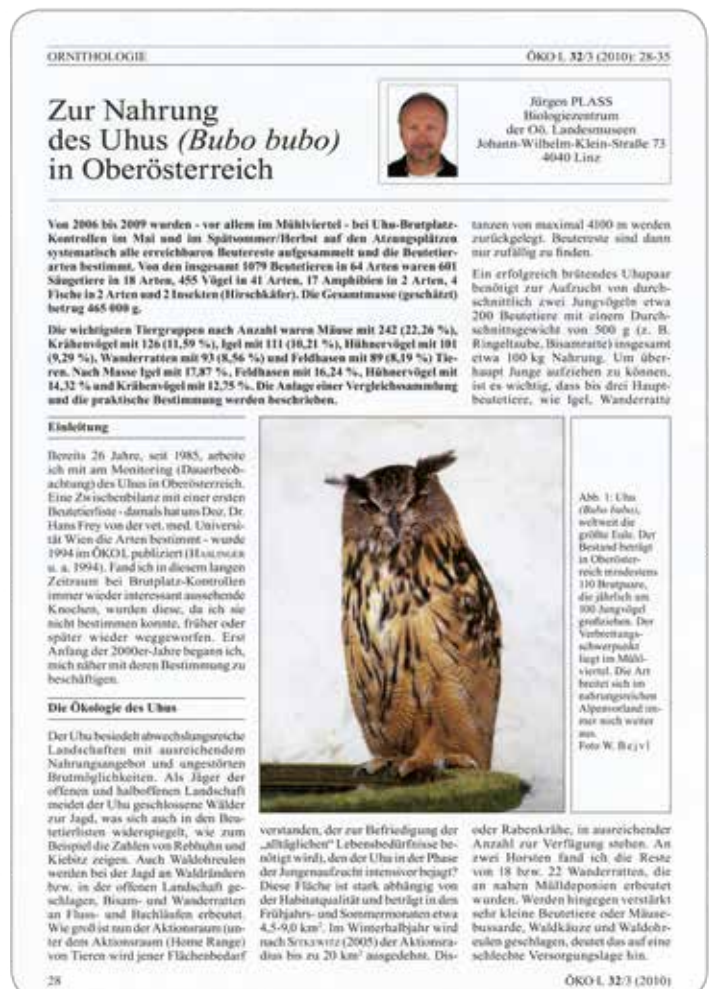 ORNITHOLOGIE
ÖKO·L 32/3 (2010): 28-35
Zur Nahrung
des Uhus (Bubo bubo)
in Oberösterreich
Jürgen PLASS
Biologiezentrum
der Oö. Landesmuseen
Johann-Wilhelm-Klein-Straße 73
4040 Linz
Von 2006 bis 2009 wurden - vor allem im Mühlviertel - bei Uhu-Brutplatz-
Kontrollen im Mai und im Spätsommer/Herbst auf den Atzungsplätzen
systematisch alle erreichbaren Beutereste aufgesammelt und die Beutetier-
arten bestimmt. Von den insgesamt 1079 Beutetieren in 64 Arten waren 601
Säugetiere in 18 Arten, 455 Vögel in 41 Arten, 17 Amphibien in 2 Arten, 4
Fische in 2 Arten und 2 Insekten (Hirschkäfer). Die Gesamtmasse (geschätzt)
betrug 465 000 g.
Die wichtigsten Tiergruppen nach Anzahl waren Mäuse mit 242 (22,26 %),
Krähenvögel mit 126 (11,59 %), Igel mit 111 (10,21 %), Hühnervögel mit 101
(9,29 %), Wanderratten mit 93 (8,56 %) und Feldhasen mit 89 (8,19 %) Tie-
ren. Nach Masse Igel mit 17,87 %, Feldhasen mit 16,24 %, Hühnervögel mit
14,32 % und Krähenvögel mit 12,75 %. Die Anlage einer Vergleichssammlung
und die praktische Bestimmung werden beschrieben.
Einleitung
Bereits 26 Jahre, seit 1985, arbeite
ich mit am Monitoring (Dauerbeob-
achtung) des Uhus in Oberösterreich.
Eine Zwischenbilanz mit einer ersten
Beutetierliste - damals hat uns Doz. Dr.
Hans Frey von der vet. med. Universi-
tät Wien die Arten bestimmt - wurde
1994 im ÖKO·L publiziert (HASLINGER
u. a. 1994). Fand ich in diesem langen
Zeitraum bei Brutplatz-Kontrollen
immer wieder interessant aussehende
Knochen, wurden diese, da ich sie
nicht bestimmen konnte, früher oder
später wieder weggeworfen. Erst
Anfang der 2000er-Jahre begann ich,
mich näher mit deren Bestimmung zu
beschäftigen.
Die Ökologie des Uhus
Der Uhu besiedelt abwechslungsreiche
Landschaften mit ausreichendem
Nahrungsangebot und ungestörten
Brutmöglichkeiten. Als Jäger der
offenen und halboffenen Landschaft
meidet der Uhu geschlossene Wälder
zur Jagd, was sich auch in den Beu-
tetierlisten widerspiegelt, wie zum
Beispiel die Zahlen von Rebhuhn und
Kiebitz zeigen. Auch Waldohreulen
werden bei der Jagd an Waldrändern
bzw. in der offenen Landschaft ge-
schlagen, Bisam- und Wanderratten
an Fluss- und Bachläufen erbeutet.
Wie groß ist nun der Aktionsraum (un-
ter dem Aktionsraum (Home Range)
von Tieren wird jener Flächenbedarf
verstanden, der zur Befriedigung der
„alltäglichen" Lebensbedürfnisse be-
nötigt wird), den der Uhu in der Phase
der Jungenaufzucht intensiver bejagt?
Diese Fläche ist stark abhängig von
der Habitatqualität und beträgt in den
Frühjahrs- und Sommermonaten etwa
4,5-9,0 km². Im Winterhalbjahr wird
nach SITKEWITZ (2005) der Aktionsra-
dius bis zu 20 km² ausgedehnt. Dis-
tanzen von maximal 4100 m werden
zurückgelegt. Beutereste sind dann
nur zufällig zu finden.
Ein erfolgreich brütendes Uhupaar
benötigt zur Aufzucht von durch-
schnittlich zwei Jungvögeln etwa
200 Beutetiere mit einem Durch-
schnittsgewicht von 500 g (z. B.
Ringeltaube, Bisamratte) insgesamt
etwa 100 kg Nahrung. Um über-
haupt Junge aufziehen zu können,
ist es wichtig, dass bis drei Haupt-
beutetiere, wie Igel, Wanderratte
oder Rabenkrähe, in ausreichender
Anzahl zur Verfügung stehen. An
zwei Horsten fand ich die Reste
von 18 bzw. 22 Wanderratten, die
an nahen Mülldeponien erbeutet
wurden. Werden hingegen verstärkt
sehr kleine Beutetiere oder Mäuse-
bussarde, Waldkäuze und Waldohr-
eulen geschlagen, deutet das auf eine
schlechte Versorgungslage hin.
Abb. 1: Uhu
(Bubo bubo),
weltweit die
größte Eule. Der
Bestand beträgt
in Oberöster-
reich mindestens
110 Brutpaare,
die jährlich um
100 Jungvögel
großziehen. Der
Verbreitungs-
schwerpunkt
liegt im Mühl-
viertel. Die Art
breitet sich im
nahrungsreichen
Alpenvorland im-
mer noch weiter
aus.
Foto W. Bejvl
28
ÖKO·L 32/3 (2010)